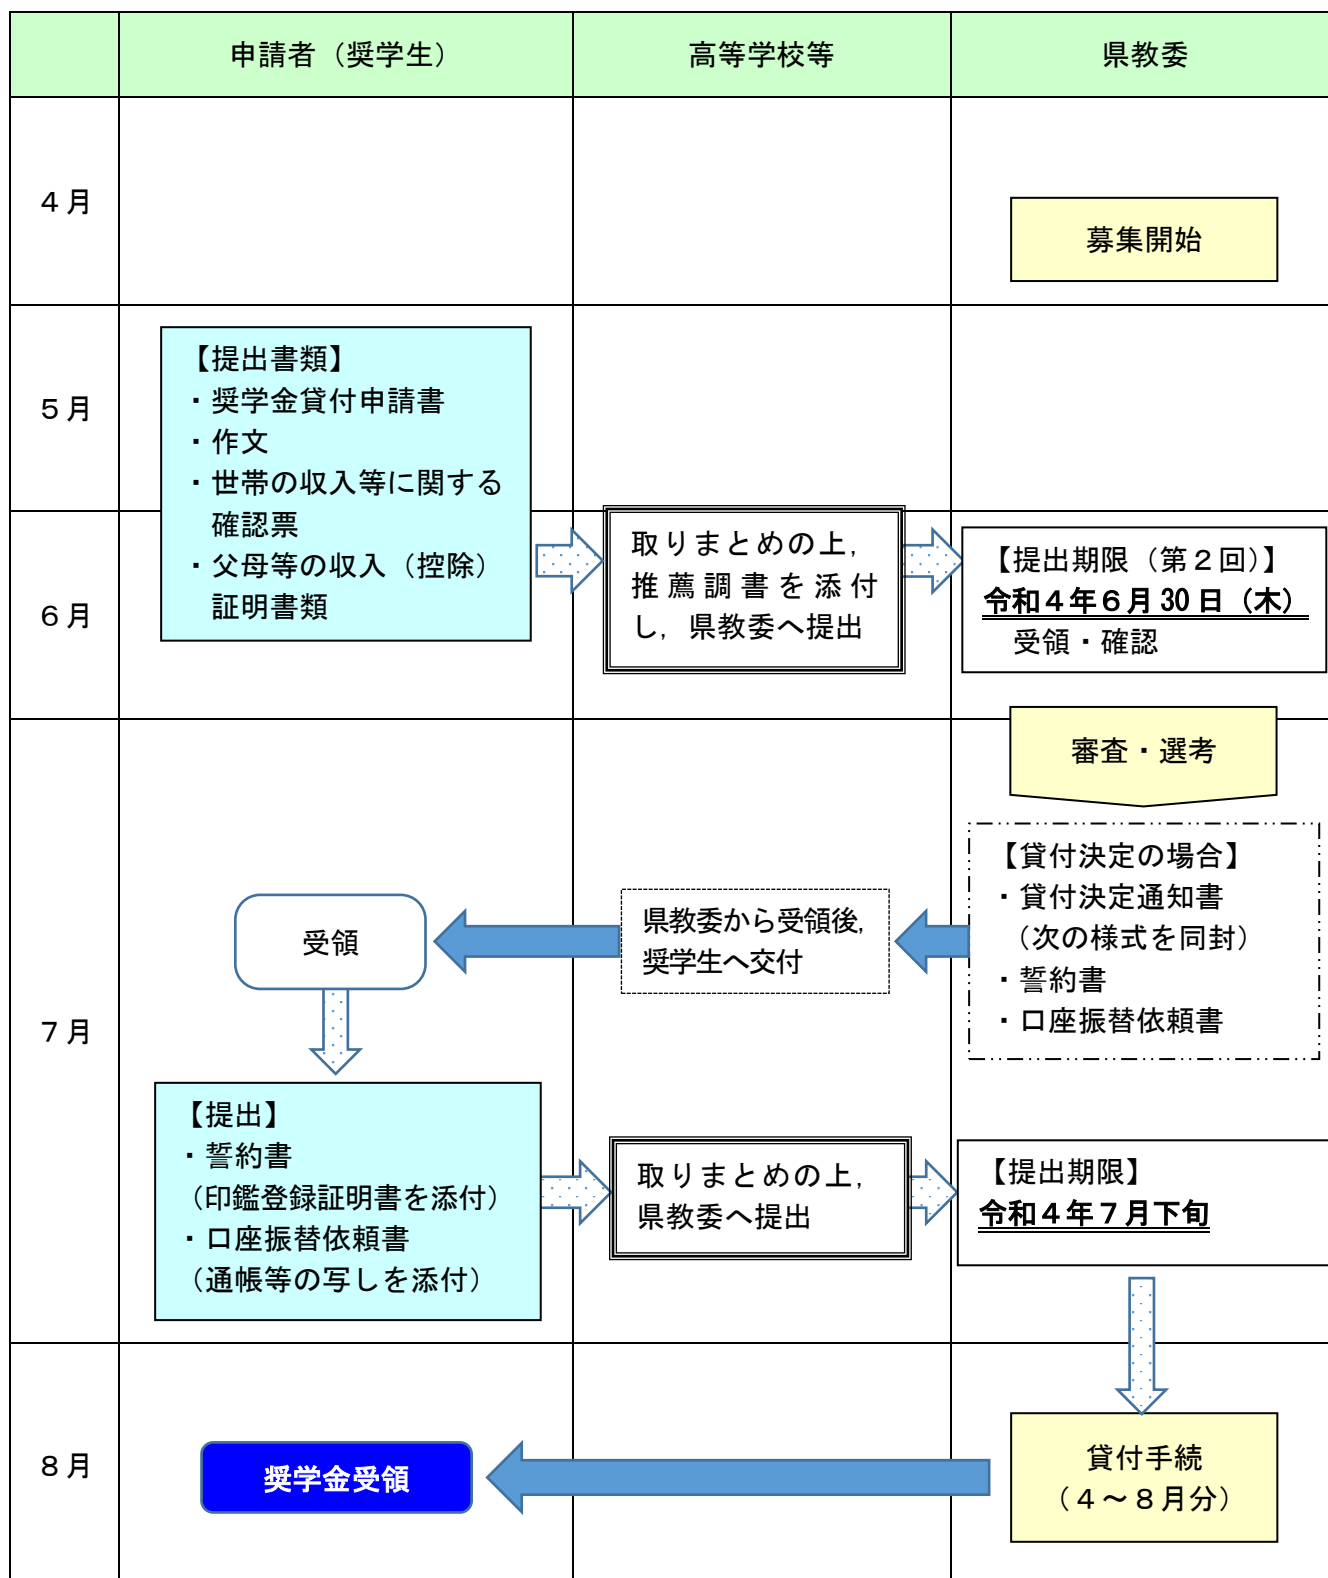 申請者（奨学生）
高等学校等
県教委
４月
募集開始
５月
【提出書類】
・奨学金貸付申請書
・作文
・世帯の収入等に関する
確認票
・父母等の収入（控除）
証明書類
６月
取りまとめの上，
推薦調書を添付
し，県教委へ提出
【提出期限（第２回）】
令和４年６月30日（木）
受領・確認
７月
審査・選考
【貸付決定の場合】
・貸付決定通知書
（次の様式を同封）
・誓約書
・口座振替依頼書
県教委から受領後，
奨学生へ交付
受領
【提出】
・誓約書
（印鑑登録証明書を添付）
・口座振替依頼書
（通帳等の写しを添付）
取りまとめの上，
県教委へ提出
【提出期限】
令和４年７月下旬
８月
貸付手続
（４～８月分）
奨学金受領